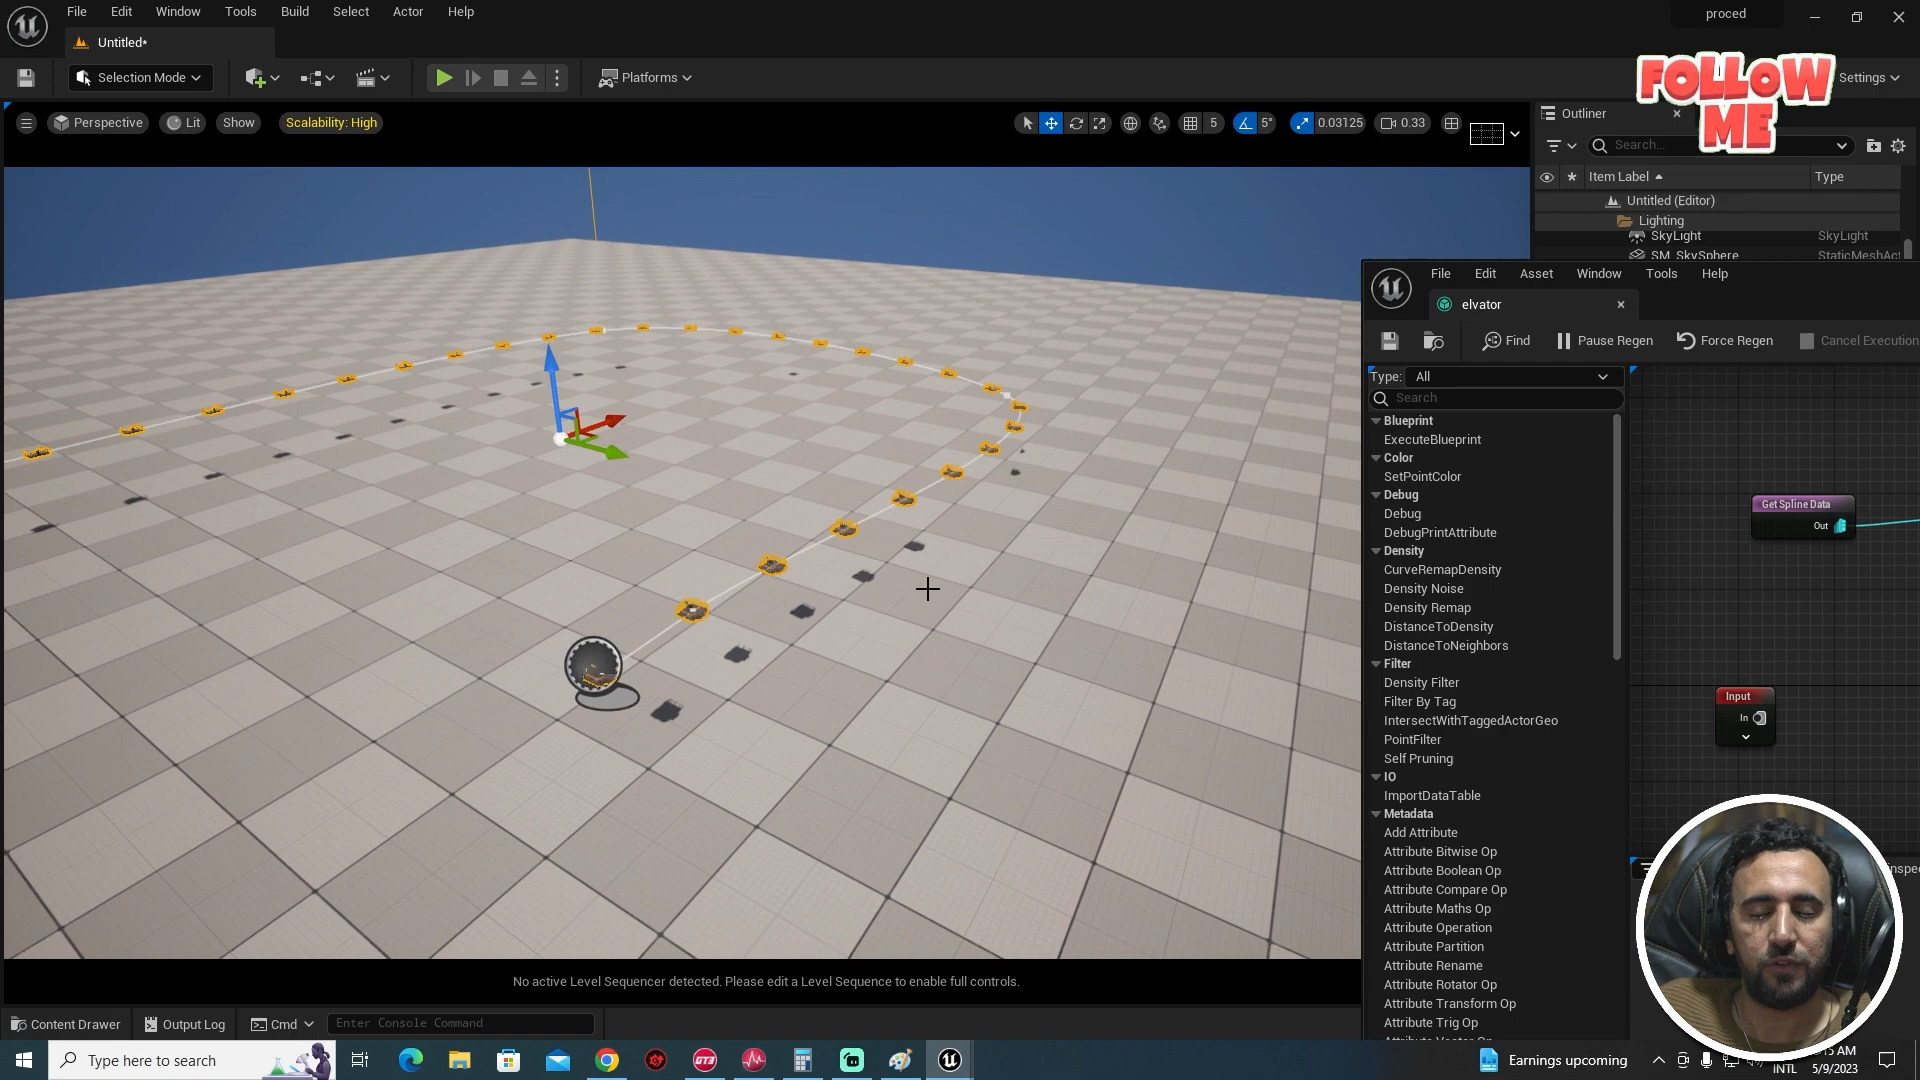 File Edit Window Tools Build Select Actor Help
proced
Untitled*
Selection Mode
Platforms
Settings
FOLLOW
ME
Perspective
Lit
Show
Scalability: High
5
5°
0.03125
0.33
Outliner
Search...
Item Label
Type
Untitled (Editor)
Lighting
SkyLight
SkyLight
SM_SkySphere
StaticMeshAct
File Edit Asset Window Tools Help
elvator
Find
Pause Regen
Force Regen
Cancel Execution
Type: All
Search
Blueprint
ExecuteBlueprint
Color
SetPointColor
Debug
Debug
DebugPrintAttribute
Density
CurveRemapDensity
Density Noise
Density Remap
DistanceToDensity
DistanceToNeighbors
Filter
Density Filter
Filter By Tag
IntersectWithTaggedActorGeo
PointFilter
Self Pruning
IO
ImportDataTable
Metadata
Add Attribute
Attribute Bitwise Op
Attribute Boolean Op
Attribute Compare Op
Attribute Maths Op
Attribute Operation
Attribute Partition
Attribute Rename
Attribute Rotator Op
Attribute Transform Op
Attribute Trig Op
Get Spline Data
Out
Input
In
No active Level Sequencer detected. Please edit a Level Sequence to enable full controls.
Content Drawer
Output Log
Cmd
Enter Console Command
Type here to search
GT3
Earnings upcoming
INTL
AM
5/9/2023